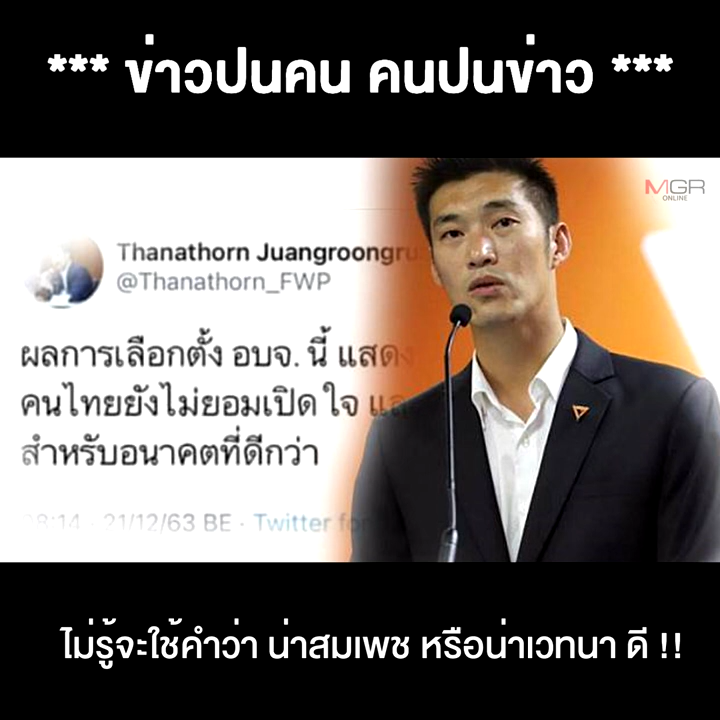 *** ข่าวปนคน คนปนข่าว ***
MGR
ONLINE
Thanathorn Juangroongru
@Thanathorn_FWP
ผลการเลือกตั้ง อบจ. นี้ แสดง
คนไทยยังไม่ยอมเปิดใจ และ
สำหรับอนาคตที่ดีกว่า
08:14 · 21/12/63 BE · Twitter for
ไม่รู้จะใช้คำว่า น่าสมเพช หรือน่าเวทนา ดี !!